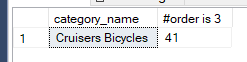 category_name #order is 3
1 Cruisers Bicycles 41